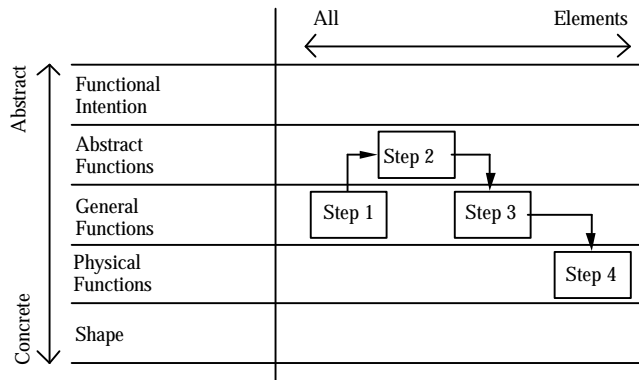 All Elements
Abstract
Functional
Intention
Abstract
Functions
Step 2
General
Functions
Step 1 Step 3
Physical
Functions
Step 4
Concrete
Shape